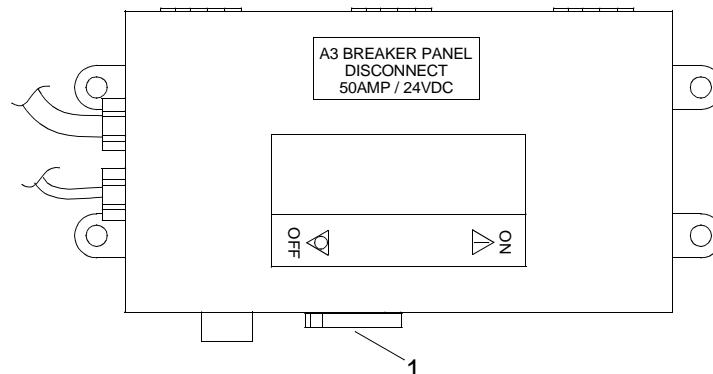 A3 BREAKER PANEL
DISCONNECT
50AMP / 24VDC
OFF
ON
1